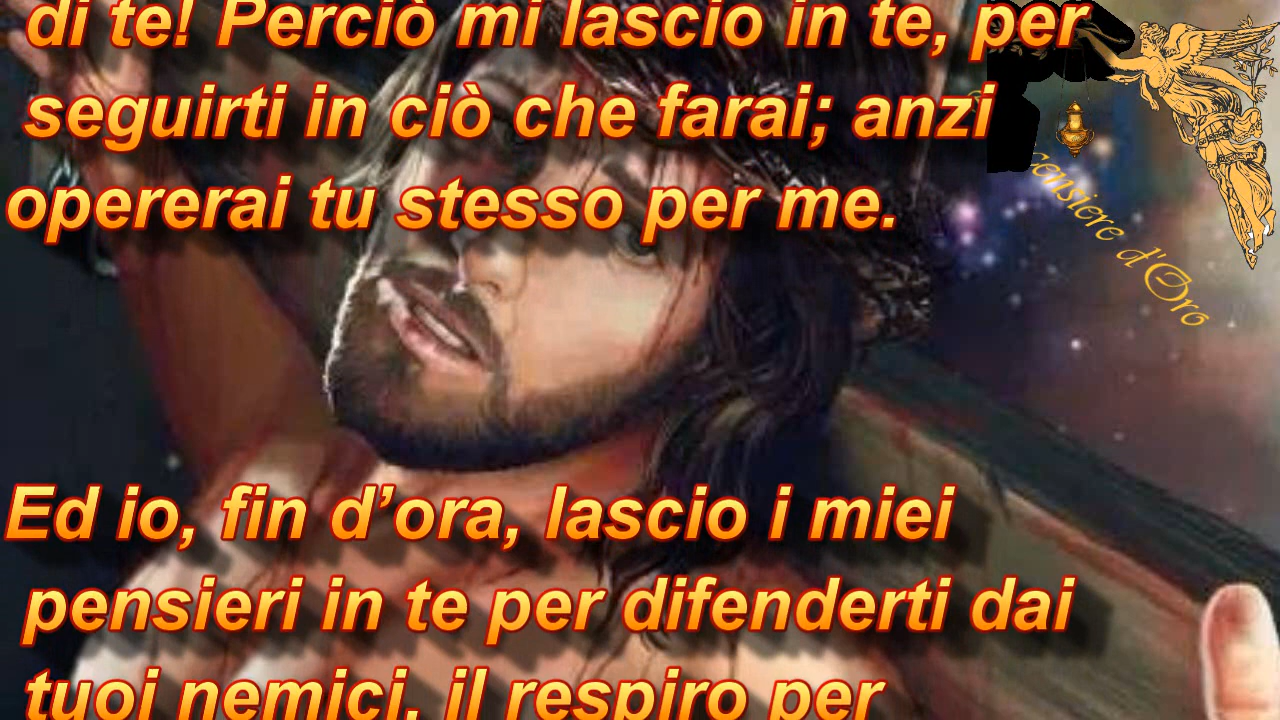 di te! Perciò mi lascio in te, per
seguirti in ciò che farai; anzi
opererai tu stesso per me.
Ed io, fin d’ora, lascio i miei
pensieri in te per difenderti dai
tuoi nemici, il respiro per
d'Oro